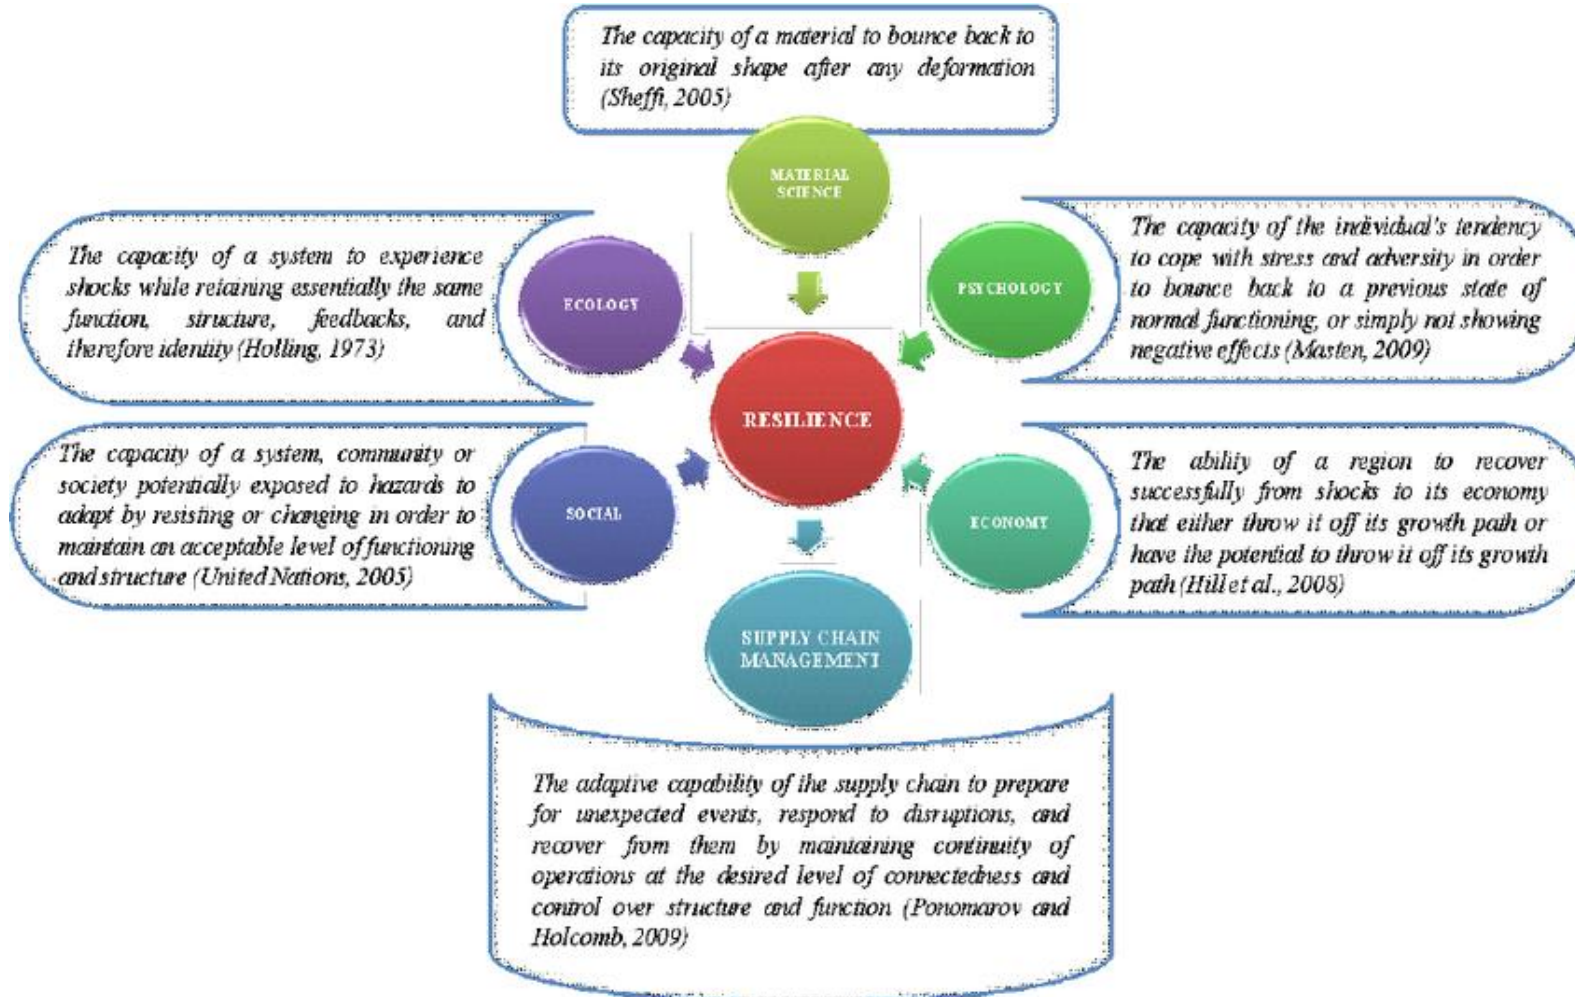 The capacity of a material to bounce back to
its original shape after any deformation
(Sheffi, 2005)
MATERIAL
SCIENCE
The capacity of a system to experience
shocks while retaining essentially the same
function, structure, feedbacks, and
therefore identity (Holling, 1973)
ECOLOGY
PSYCHOLOGY
The capacity of the individual's tendency
to cope with stress and adversity in order
to bounce back to a previous state of
normal functioning, or simply not showing
negative effects (Masten, 2009)
RESILIENCE
The capacity of a system, community or
society potentially exposed to hazards to
adapt by resisting or changing in order to
maintain an acceptable level of functioning
and structure (United Nations, 2005)
SOCIAL
ECONOMY
The ability of a region to recover
successfully from shocks to its economy
that either throw it off its growth path or
have the potential to throw it off its growth
path (Hill et al., 2008)
SUPPLY CHAIN
MANAGEMENT
The adaptive capability of the supply chain to prepare
for unexpected events, respond to disruptions, and
recover from them by maintaining continuity of
operations at the desired level of connectedness and
control over structure and function (Ponomarov and
Holcomb, 2009)